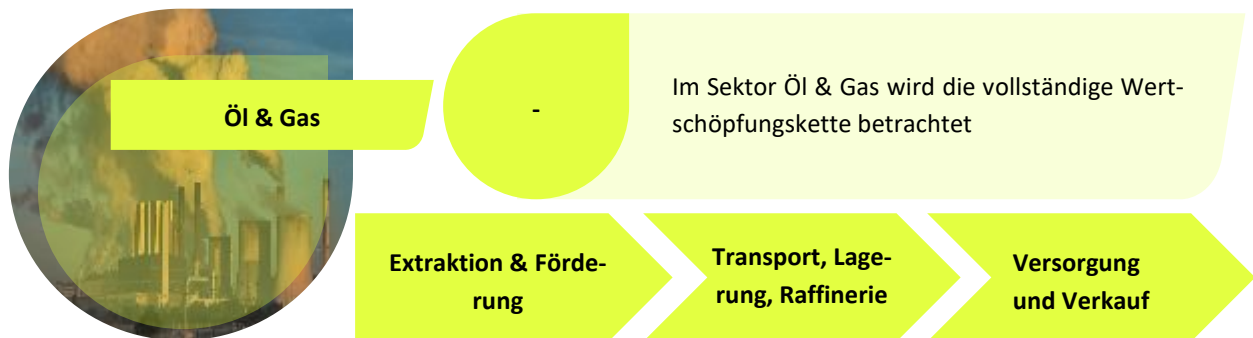 Öl & Gas
-
Im Sektor Öl & Gas wird die vollständige Wert-
schöpfungskette betrachtet
Extraktion & Förde-
rung
Transport, Lage-
rung, Raffinerie
Versorgung
und Verkauf